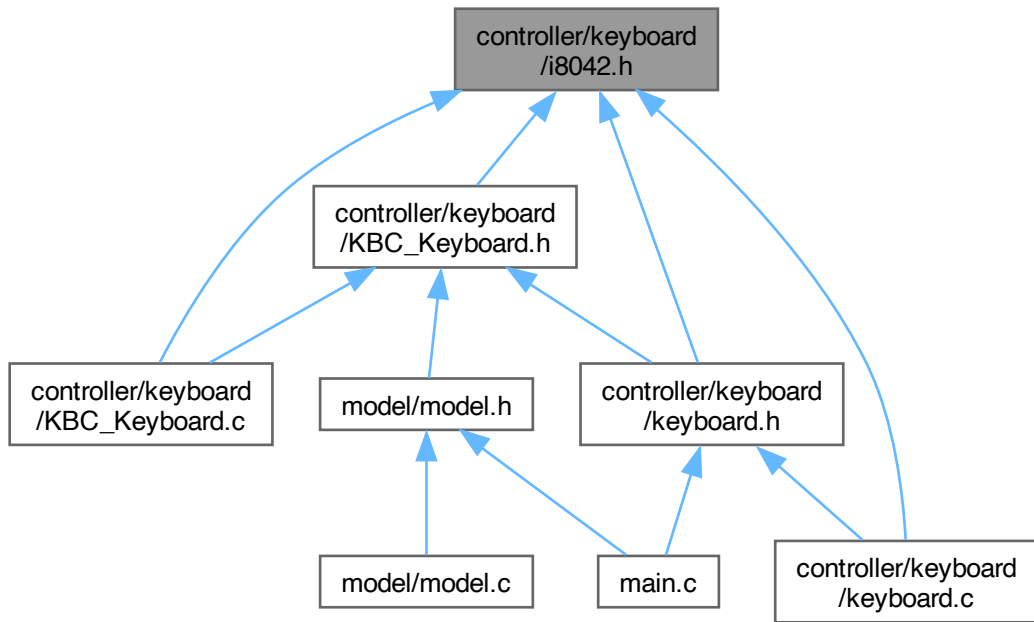 controller/keyboard
/i8042.h
controller/keyboard
/KBC_Keyboard.h
controller/keyboard
/KBC_Keyboard.c
model/model.h
controller/keyboard
/keyboard.h
model/model.c
main.c
controller/keyboard
/keyboard.c